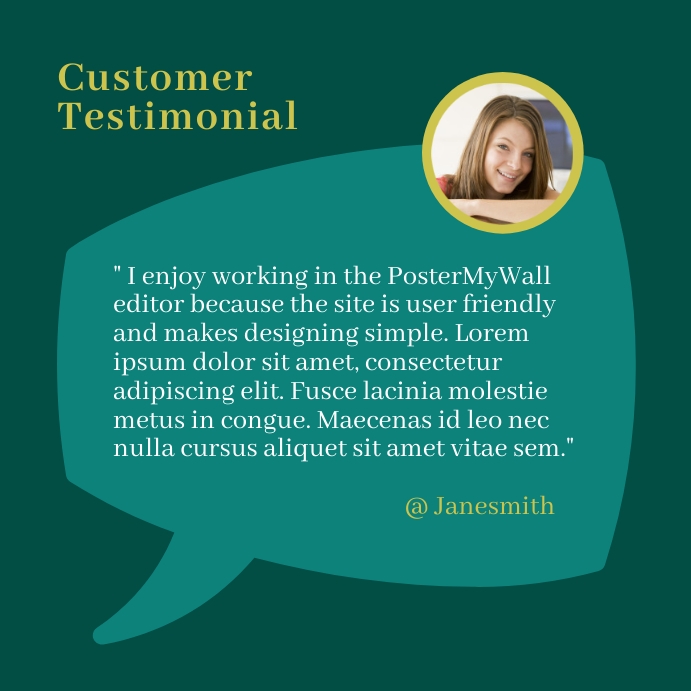 Customer
Testimonial
" I enjoy working in the PosterMyWall
editor because the site is user friendly
and makes designing simple. Lorem
ipsum dolor sit amet, consectetur
adipiscing elit. Fusce lacinia molestie
metus in congue. Maecenas id leo nec
nulla cursus aliquet sit amet vitae sem."
@ Janesmith